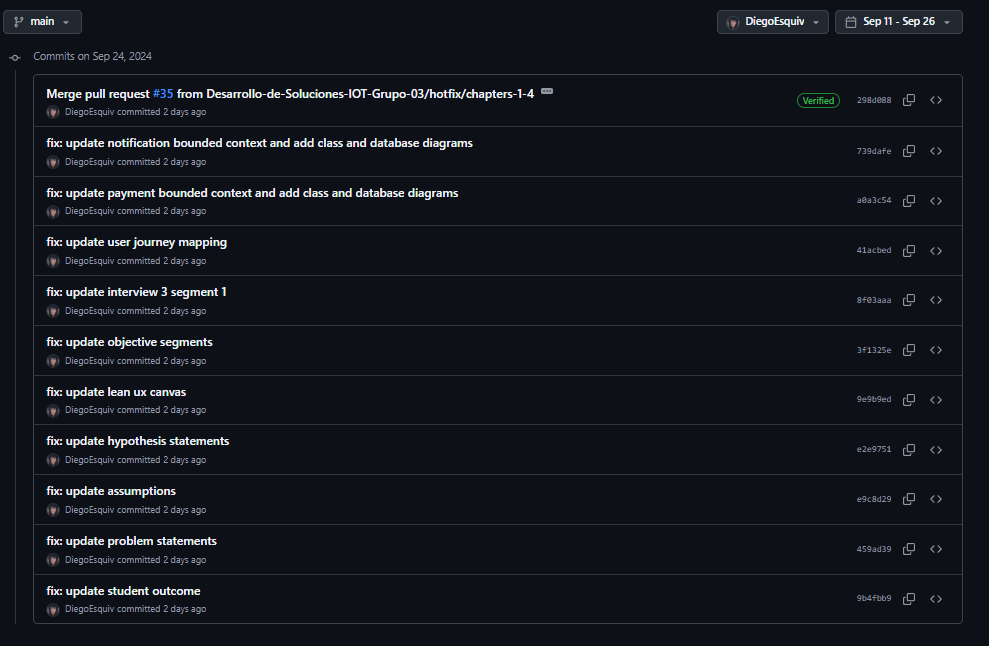 main
DiegoEsquiv
Sep 11 - Sep 26
Commits on Sep 24, 2024
Merge pull request #35 from Desarrollo-de-Soluciones-IOT-Grupo-03/hotfix/chapters-1-4
DiegoEsquiv committed 2 days ago
Verified
298d088
fix: update notification bounded context and add class and database diagrams
DiegoEsquiv committed 2 days ago
739dafe
fix: update payment bounded context and add class and database diagrams
DiegoEsquiv committed 2 days ago
a0a3c54
fix: update user journey mapping
DiegoEsquiv committed 2 days ago
41acbed
fix: update interview 3 segment 1
DiegoEsquiv committed 2 days ago
8f03aaa
fix: update objective segments
DiegoEsquiv committed 2 days ago
3f1325e
fix: update lean ux canvas
DiegoEsquiv committed 2 days ago
9e9b9ed
fix: update hypothesis statements
DiegoEsquiv committed 2 days ago
e2e9751
fix: update assumptions
DiegoEsquiv committed 2 days ago
e9c8d29
fix: update problem statements
DiegoEsquiv committed 2 days ago
459ad39
fix: update student outcome
DiegoEsquiv committed 2 days ago
9b4fbb9